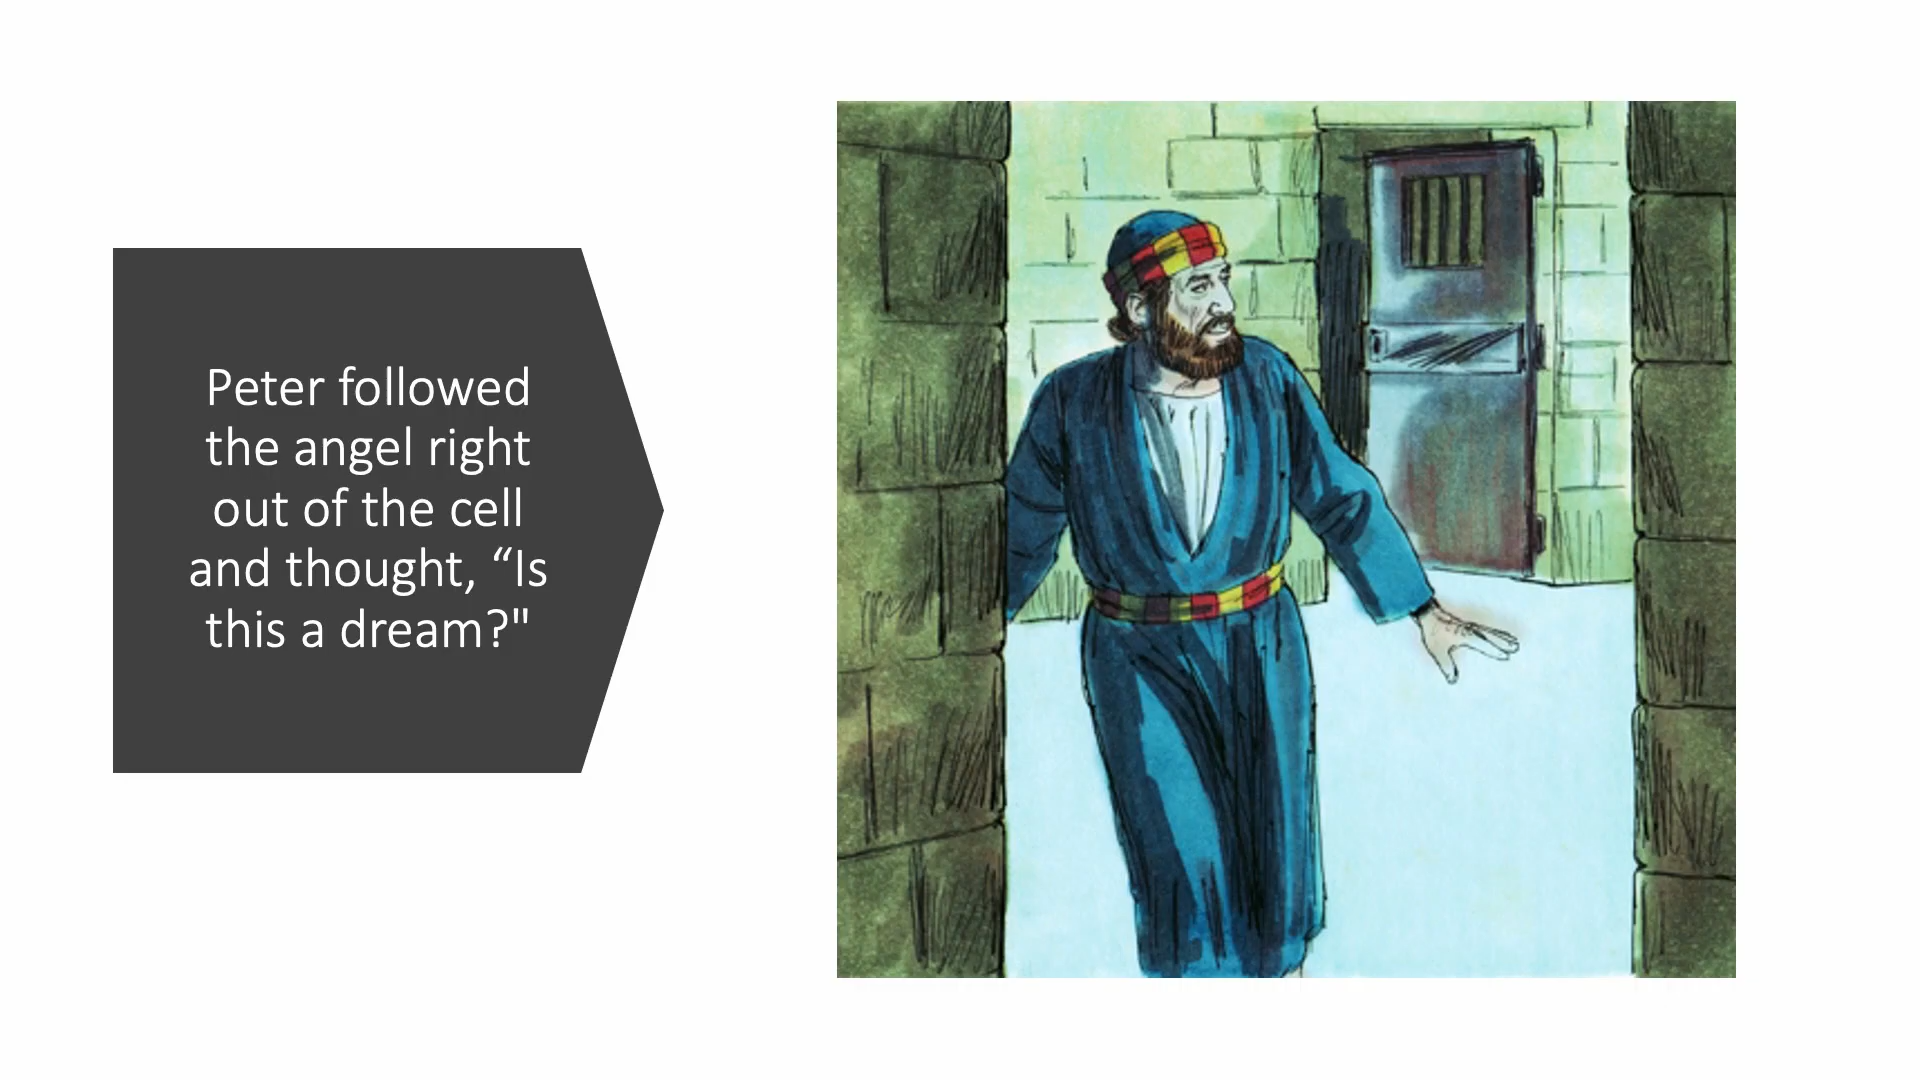 Peter followed
the angel right
out of the cell
and thought, “Is
this a dream?"